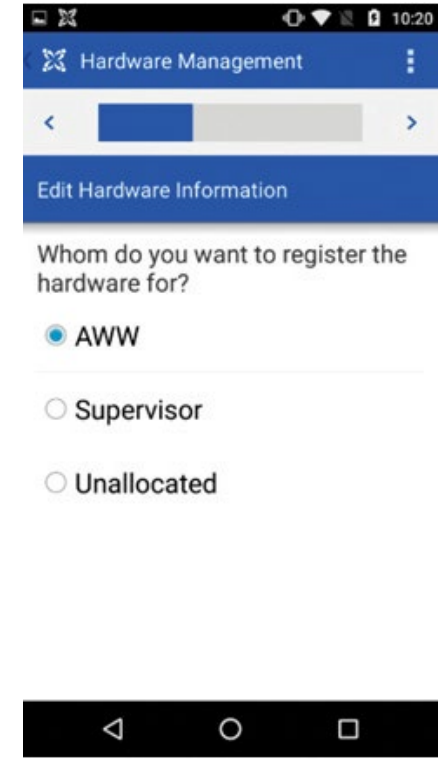 10:20
Hardware Management
Edit Hardware Information
Whom do you want to register the
hardware for?
AWW
Supervisor
Unallocated